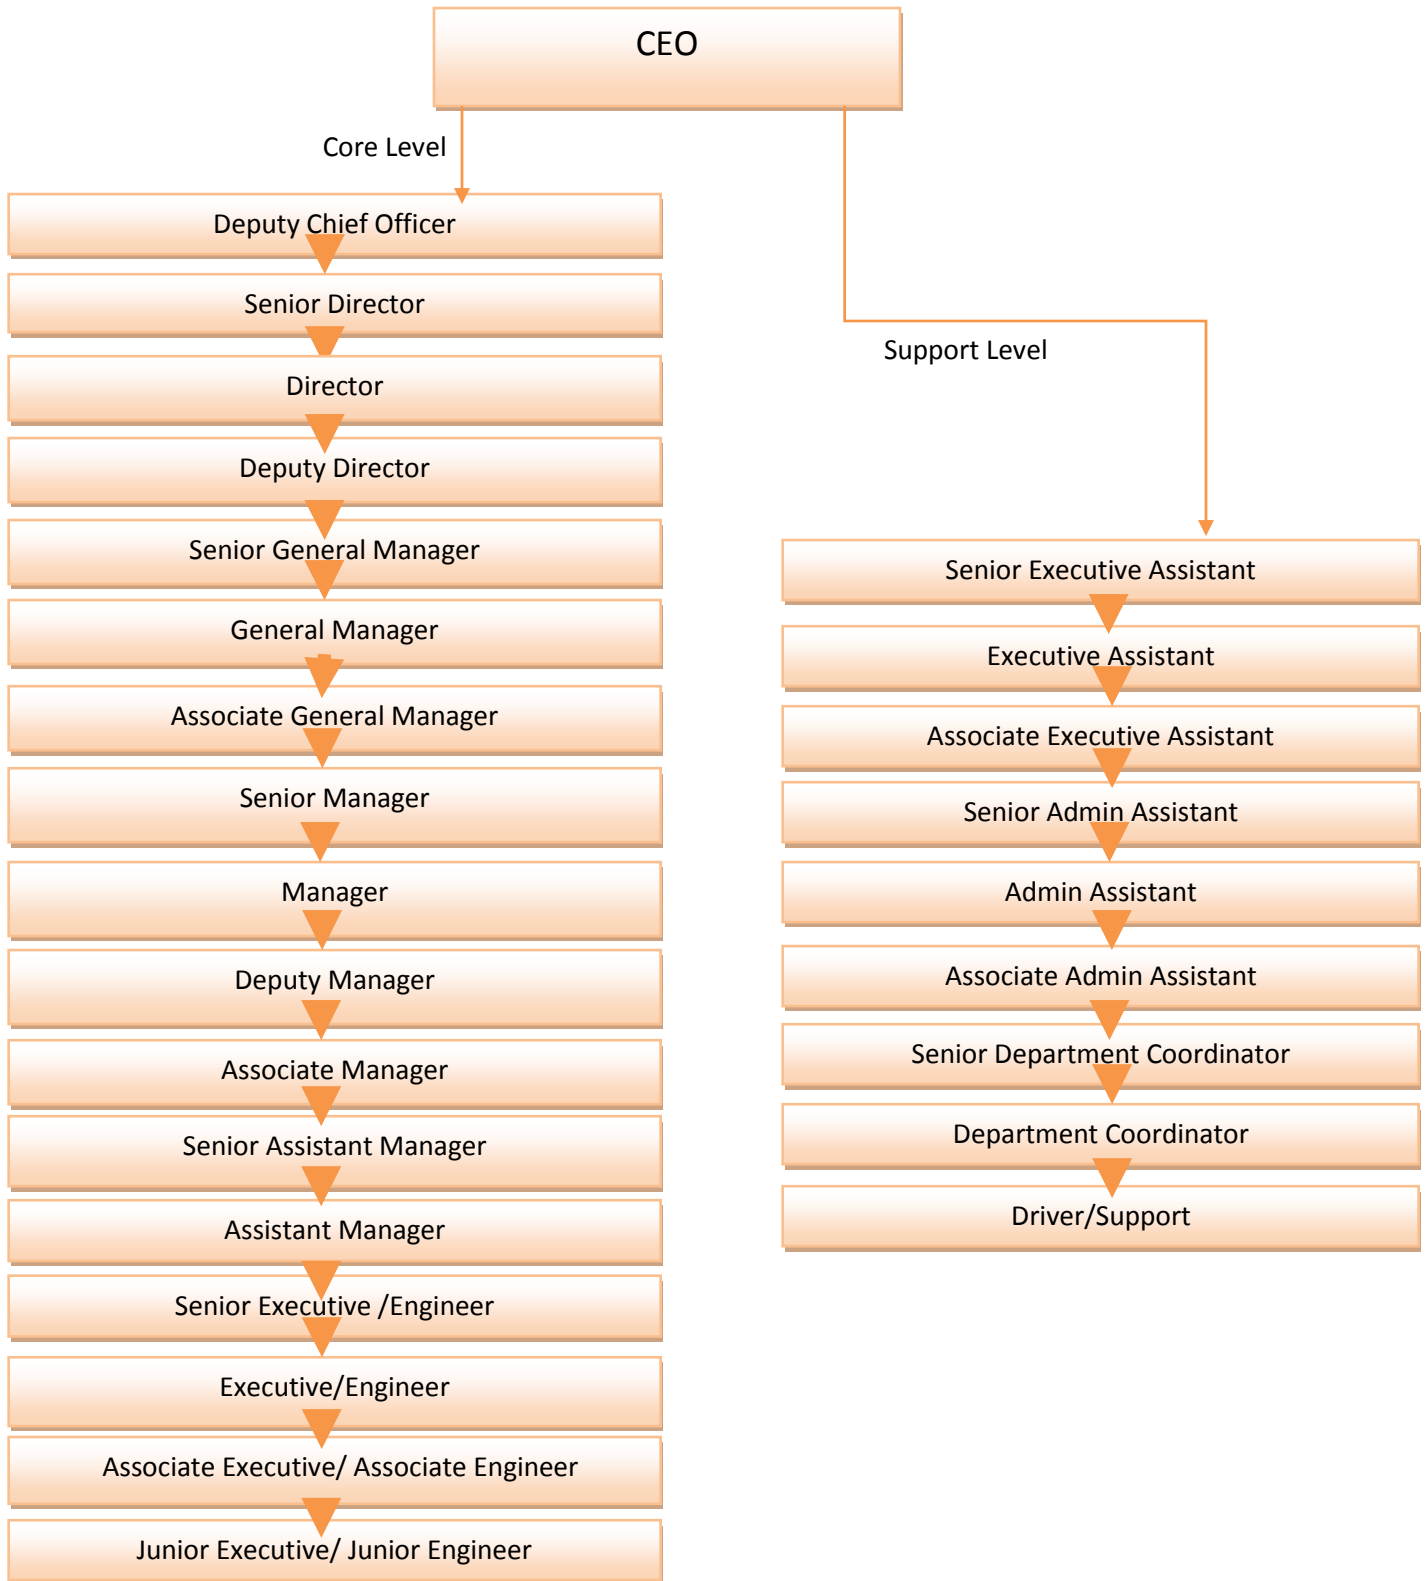 CEO
Core Level
Deputy Chief Officer
Senior Director
Director
Deputy Director
Senior General Manager
General Manager
Associate General Manager
Senior Manager
Manager
Deputy Manager
Associate Manager
Senior Assistant Manager
Assistant Manager
Senior Executive /Engineer
Executive/Engineer
Associate Executive/ Associate Engineer
Junior Executive/ Junior Engineer
Support Level
Senior Executive Assistant
Executive Assistant
Associate Executive Assistant
Senior Admin Assistant
Admin Assistant
Associate Admin Assistant
Senior Department Coordinator
Department Coordinator
Driver/Support